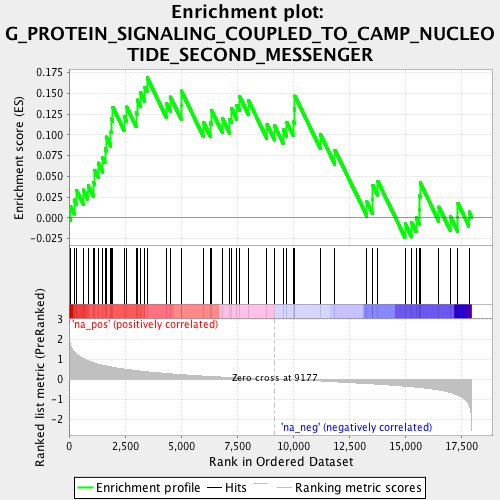 Enrichment plot:
G_PROTEIN_SIGNALING_COUPLED_TO_CAMP_NUCLEO
TIDE_SECOND_MESSENGER
Enrichment score (ES)
0.175
0.150
0.125
0.100
0.075
0.050
0.025
0.000
-0.025
Ranked list metric (PreRanked)
'na_pos' (positively correlated)
3
2
1
0
-1
-2
Zero cross at 9177
'na_neg' (negatively correlated)
0
2,500
5,000
7,500
10,000
12,500
15,000
17,500
Rank in Ordered Dataset
Enrichment profile
Hits
Ranking metric scores